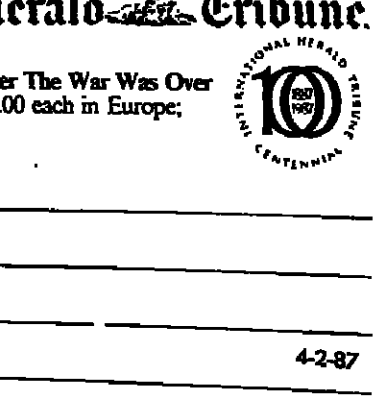 Herald Tribune.
er The War Was Over
.00 each in Europe;
INTERNATIONAL HERALD TRIBUNE
100
1887
1987
CENTENNIAL
4-2-87